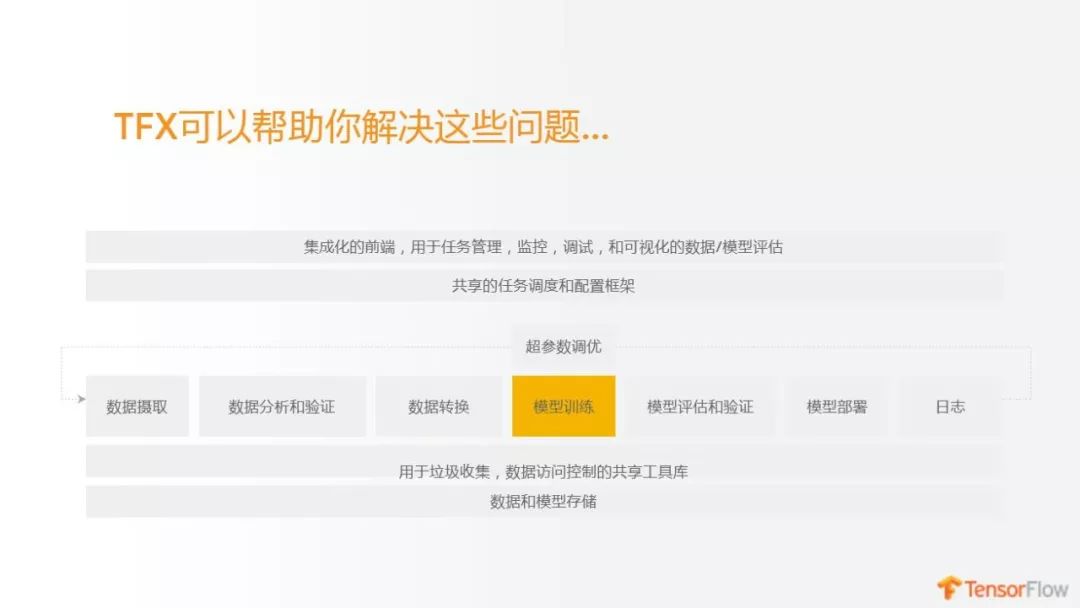 TFX可以帮助你解决这些问题...
集成化的前端，用于任务管理，监控，调试，和可视化的数据/模型评估
共享的任务调度和配置框架
超参数调优
数据摄取
数据分析和验证
数据转换
模型训练
模型评估和验证
模型部署
日志
用于垃圾收集，数据访问控制的共享工具库
数据和模型存储
TensorFlow